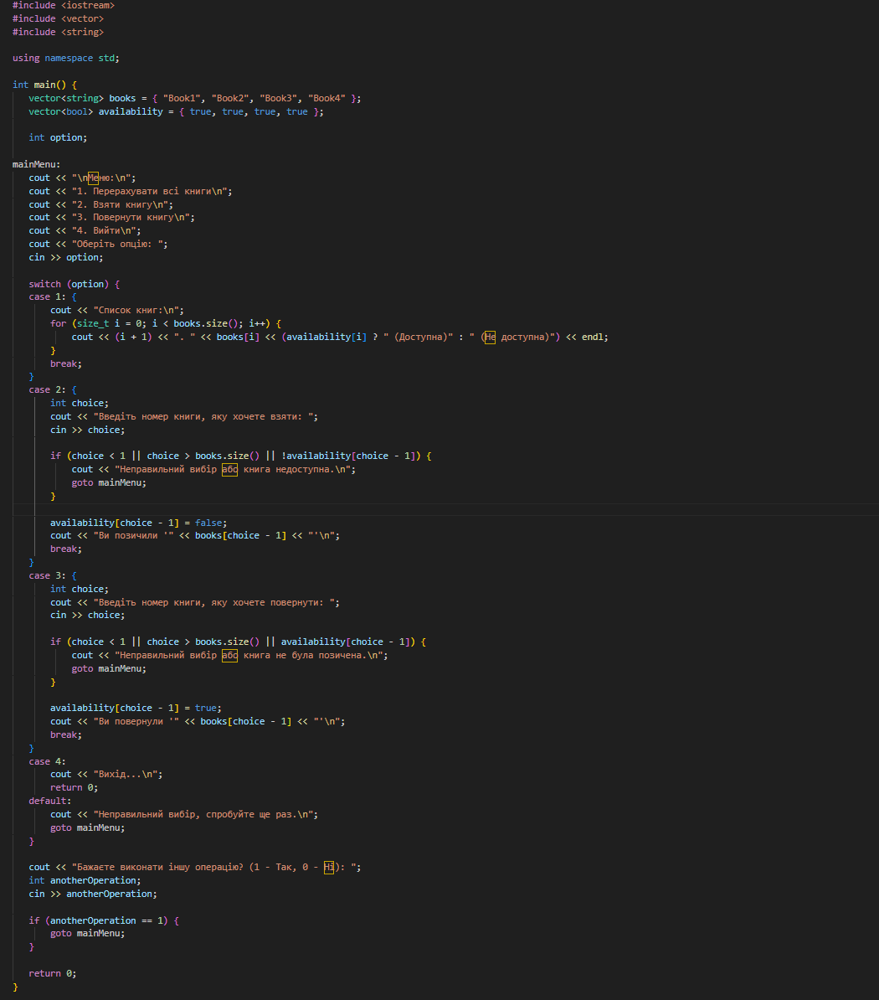 #include <iostream>
#include <vector>
#include <string>
using namespace std;
int main() {
vector<string> books = { "Book1", "Book2", "Book3", "Book4" };
vector<bool> availability = { true, true, true, true };
int option;
mainMenu:
cout << "\nМеню:\n";
cout << "1. Перерахувати всі книги\n";
cout << "2. Взяти книгу\n";
cout << "3. Повернути книгу\n";
cout << "4. Вийти\n";
cout << "Оберіть опцію: ";
cin >> option;
switch (option) {
case 1: {
cout << "Список книг:\n";
for (size_t i = 0; i < books.size(); i++) {
cout << (i + 1) << ". " << books[i] << (availability[i] ? " (Доступна)" : " (Не доступна)") << endl;
}
break;
}
case 2: {
int choice;
cout << "Введіть номер книги, яку хочете взяти: ";
cin >> choice;
if (choice < 1 || choice > books.size() || !availability[choice - 1]) {
cout << "Неправильний вибір або книга недоступна.\n";
goto mainMenu;
}
availability[choice - 1] = false;
cout << "Ви позичили '" << books[choice - 1] << "'\n";
break;
}
case 3: {
int choice;
cout << "Введіть номер книги, яку хочете повернути: ";
cin >> choice;
if (choice < 1 || choice > books.size() || availability[choice - 1]) {
cout << "Неправильний вибір або книга не була позичена.\n";
goto mainMenu;
}
availability[choice - 1] = true;
cout << "Ви повернули '" << books[choice - 1] << "'\n";
break;
}
case 4:
cout << "Вихід...\n";
return 0;
default:
cout << "Неправильний вибір, спробуйте ще раз.\n";
goto mainMenu;
}
cout << "Бажаєте виконати іншу операцію? (1 - Так, 0 - Ні): ";
int anotherOperation;
cin >> anotherOperation;
if (anotherOperation == 1) {
goto mainMenu;
}
return 0;
}